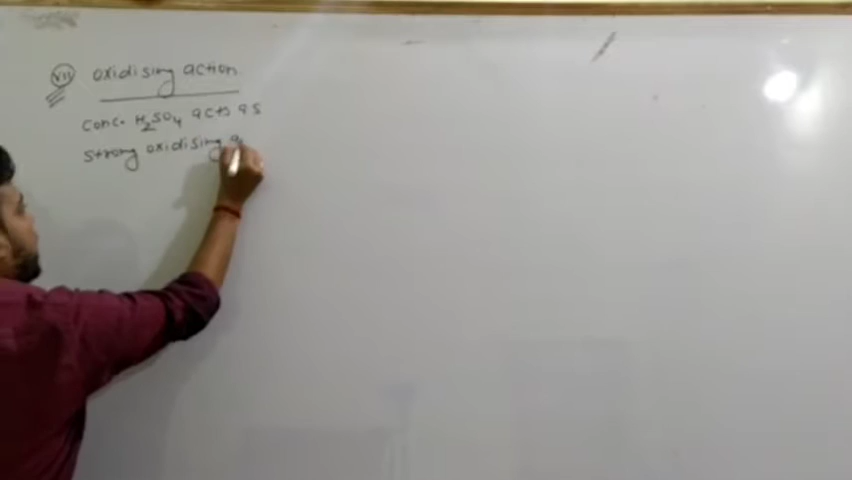 VII oxidising action
conc. H2SO4 acts as
strong oxidising